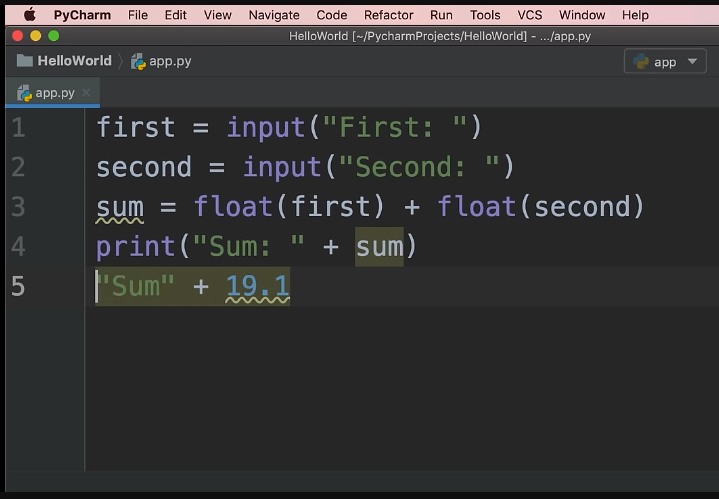 PyCharm File Edit View Navigate Code Refactor Run Tools VCS Window Help
HelloWorld [~/PycharmProjects/HelloWorld] - .../app.py
HelloWorld app.py app
app.py
1 first = input("First: ")
2 second = input("Second: ")
3 sum = float(first) + float(second)
4 print("Sum: " + sum)
5 "Sum" + 19.1